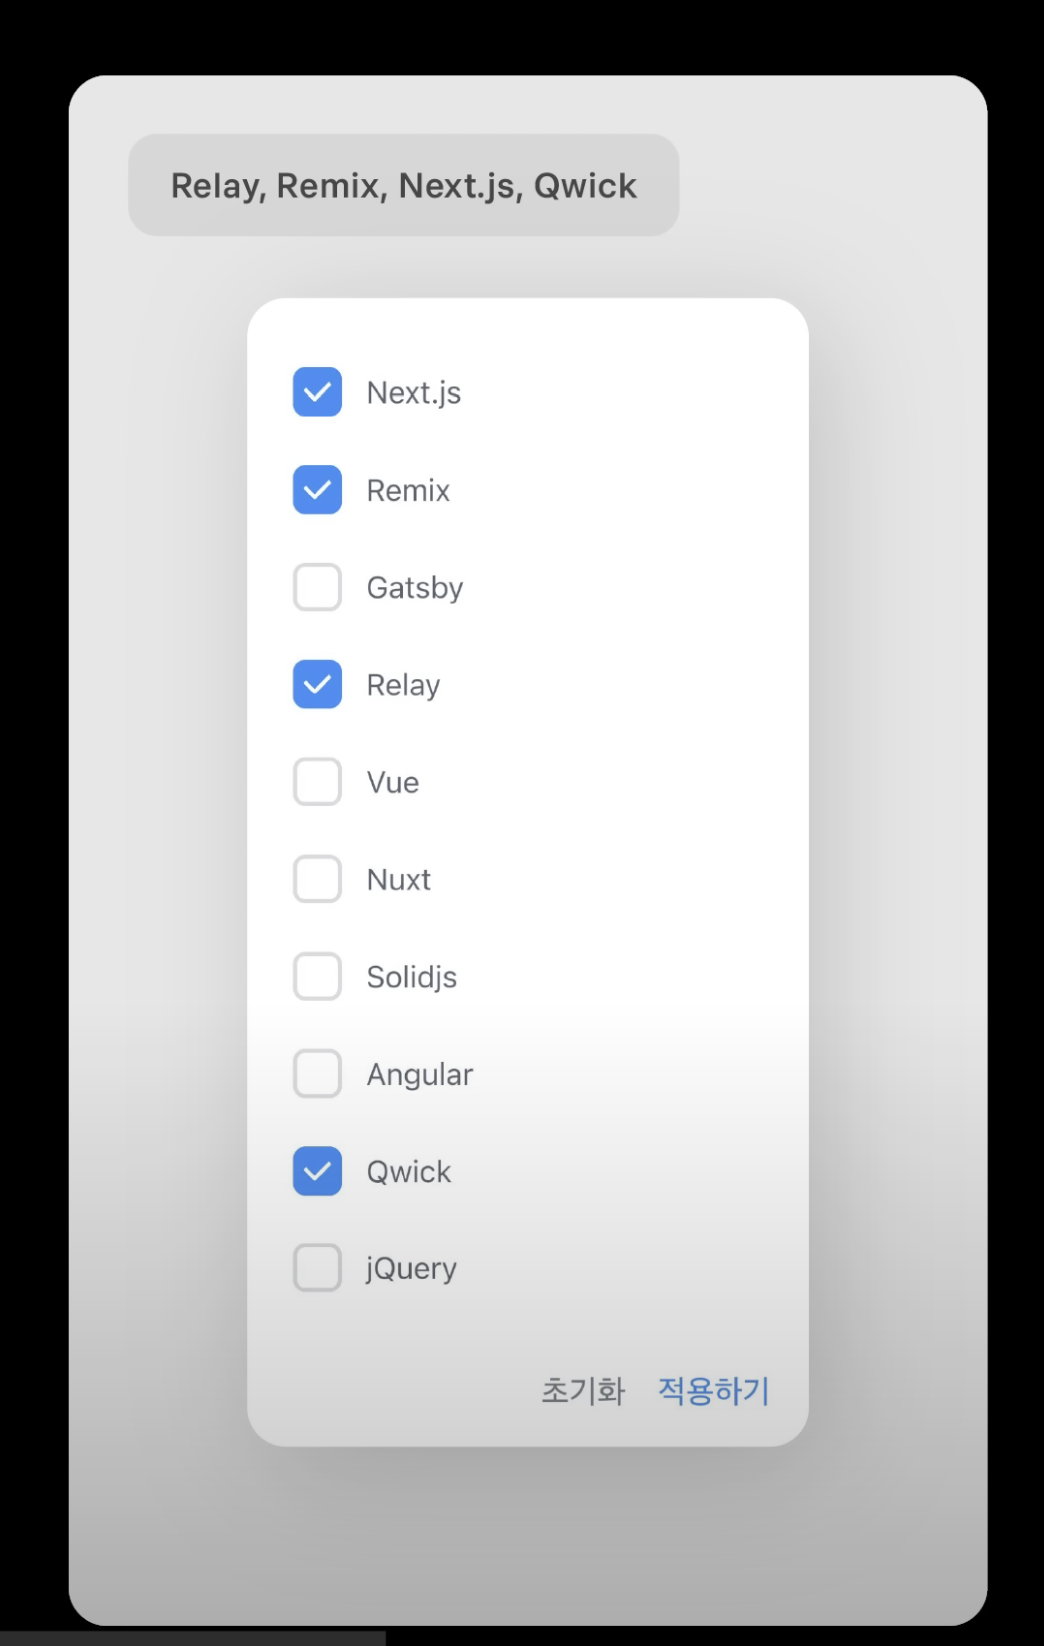 Relay, Remix, Next.js, Qwick
Next.js
Remix
Gatsby
Relay
Vue
Nuxt
Solidjs
Angular
Qwick
jQuery
초기화 적용하기